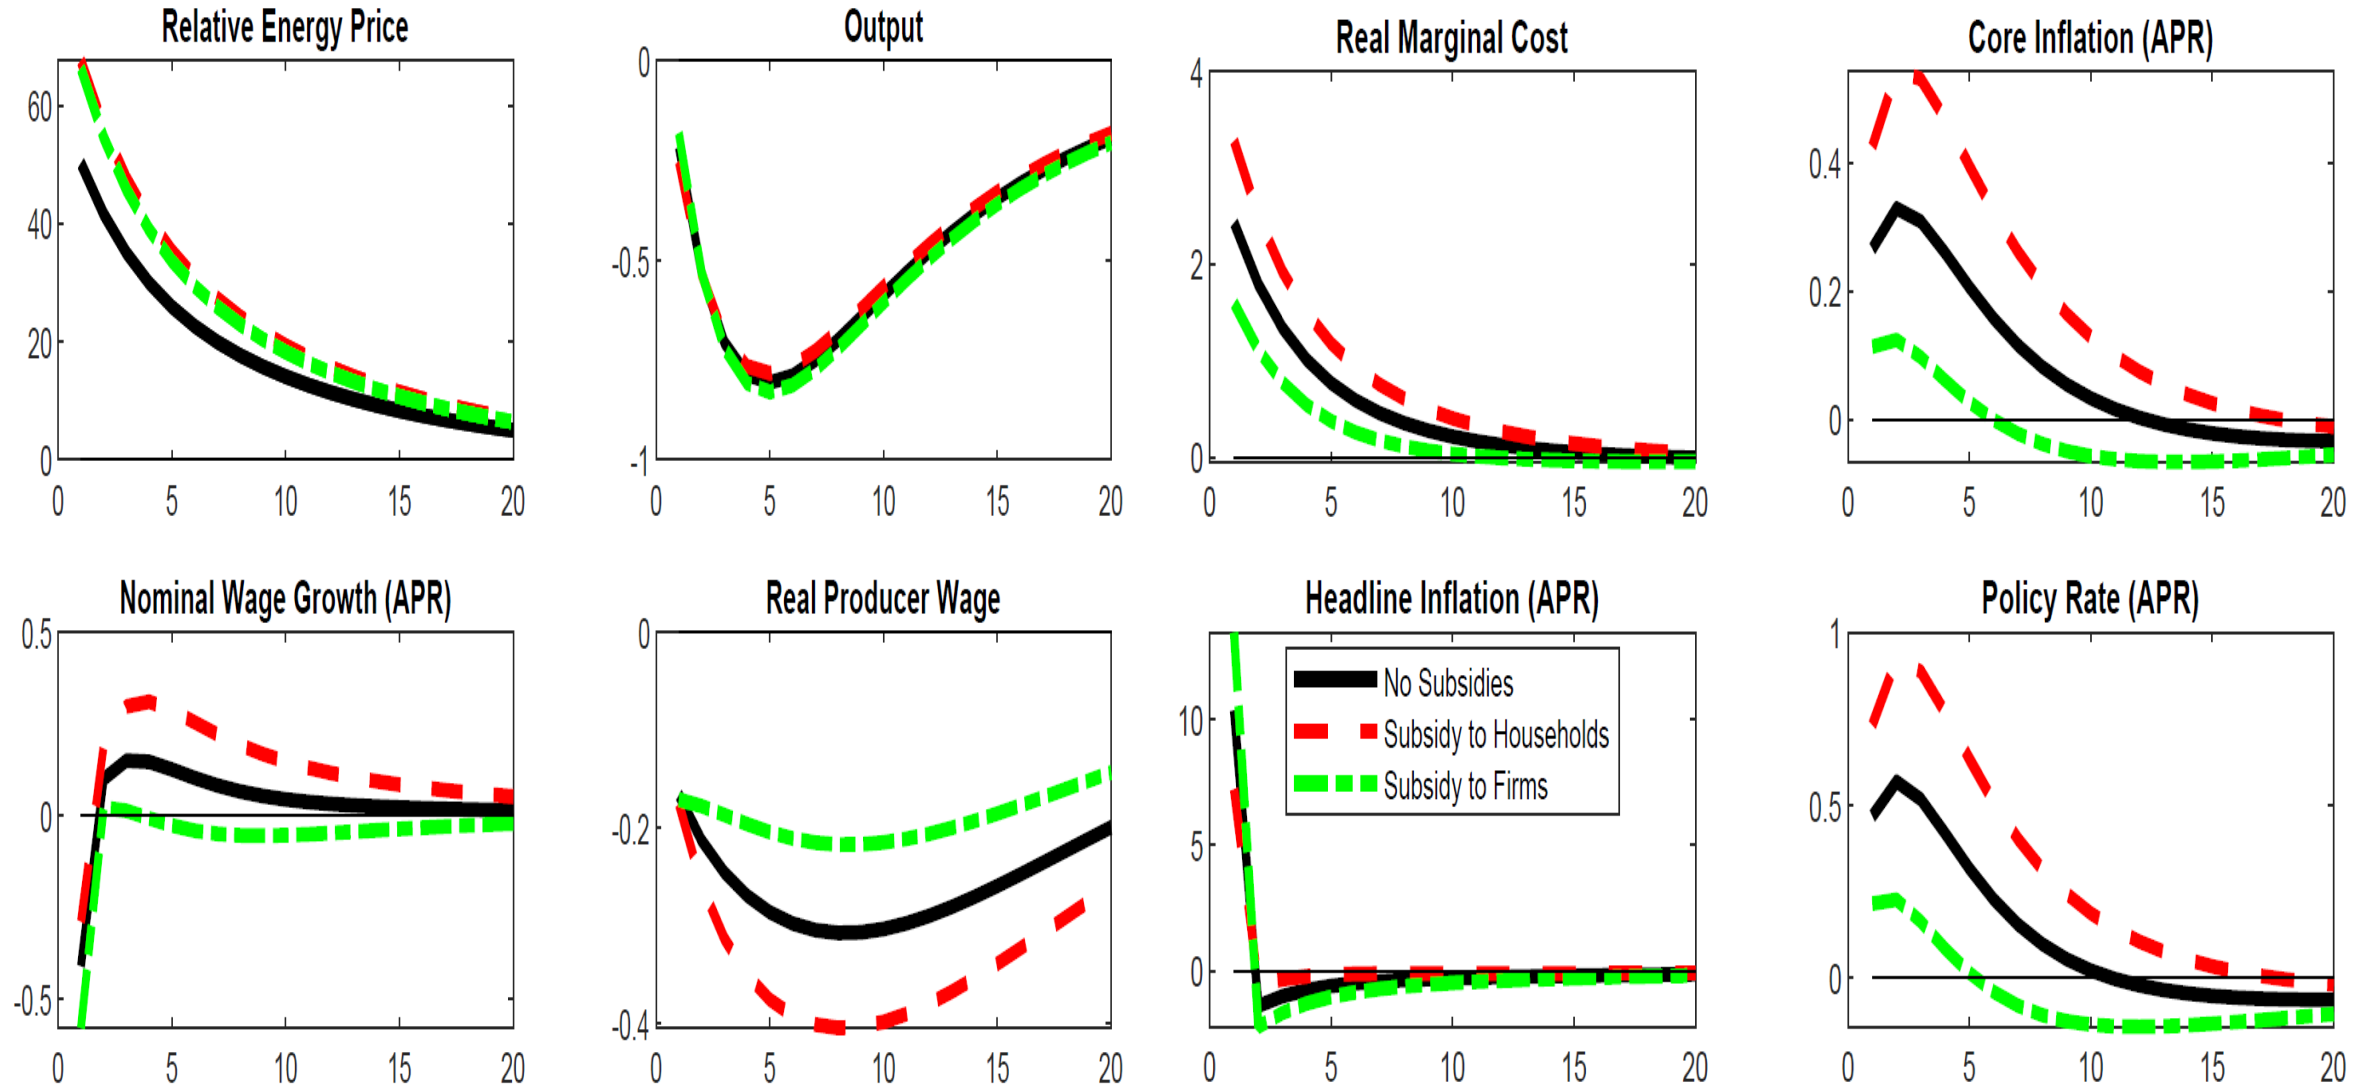 Relative Energy Price
60
40
20
0
0 5 10 15 20
Output
0
-0.5
-1
0 5 10 15 20
Real Marginal Cost
4
2
0
0 5 10 15 20
Core Inflation (APR)
0.4
0.2
0
0 5 10 15 20
Nominal Wage Growth (APR)
0.5
0
-0.5
0 5 10 15 20
Real Producer Wage
0
-0.2
-0.4
0 5 10 15 20
Headline Inflation (APR)
No Subsidies
Subsidy to Households
Subsidy to Firms
10
5
0
0 5 10 15 20
Policy Rate (APR)
1
0.5
0
0 5 10 15 20